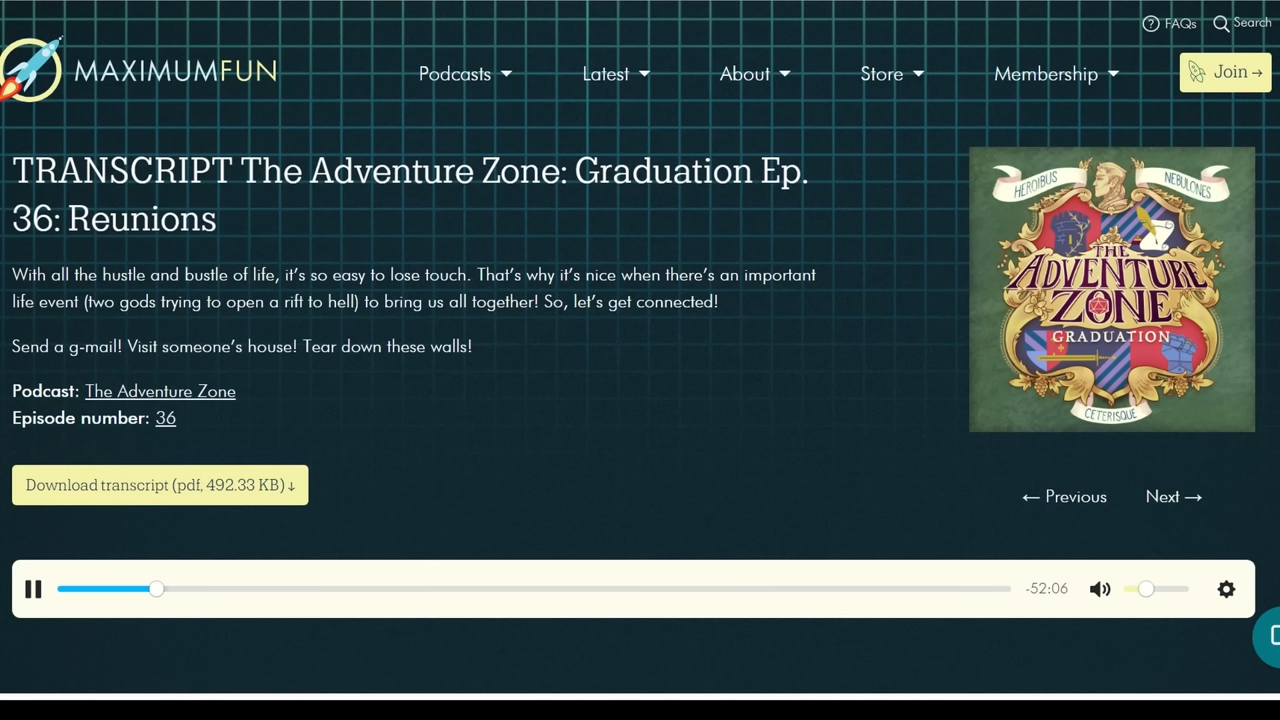 FAQs
Search
MAXIMUMFUN
Podcasts
Latest
About
Store
Membership
Join →
TRANSCRIPT The Adventure Zone: Graduation Ep.
36: Reunions
With all the hustle and bustle of life, it’s so easy to lose touch. That’s why it’s nice when there’s an important
life event (two gods trying to open a rift to hell) to bring us all together! So, let’s get connected!
Send a g-mail! Visit someone’s house! Tear down these walls!
Podcast: The Adventure Zone
Episode number: 36
Download transcript (pdf, 492.33 KB) ↓
HEROIBUS
NEBULONES
THE
ADVENTURE
ZONE
GRADUATION
CETERISQUE
← Previous
Next →
-52:06